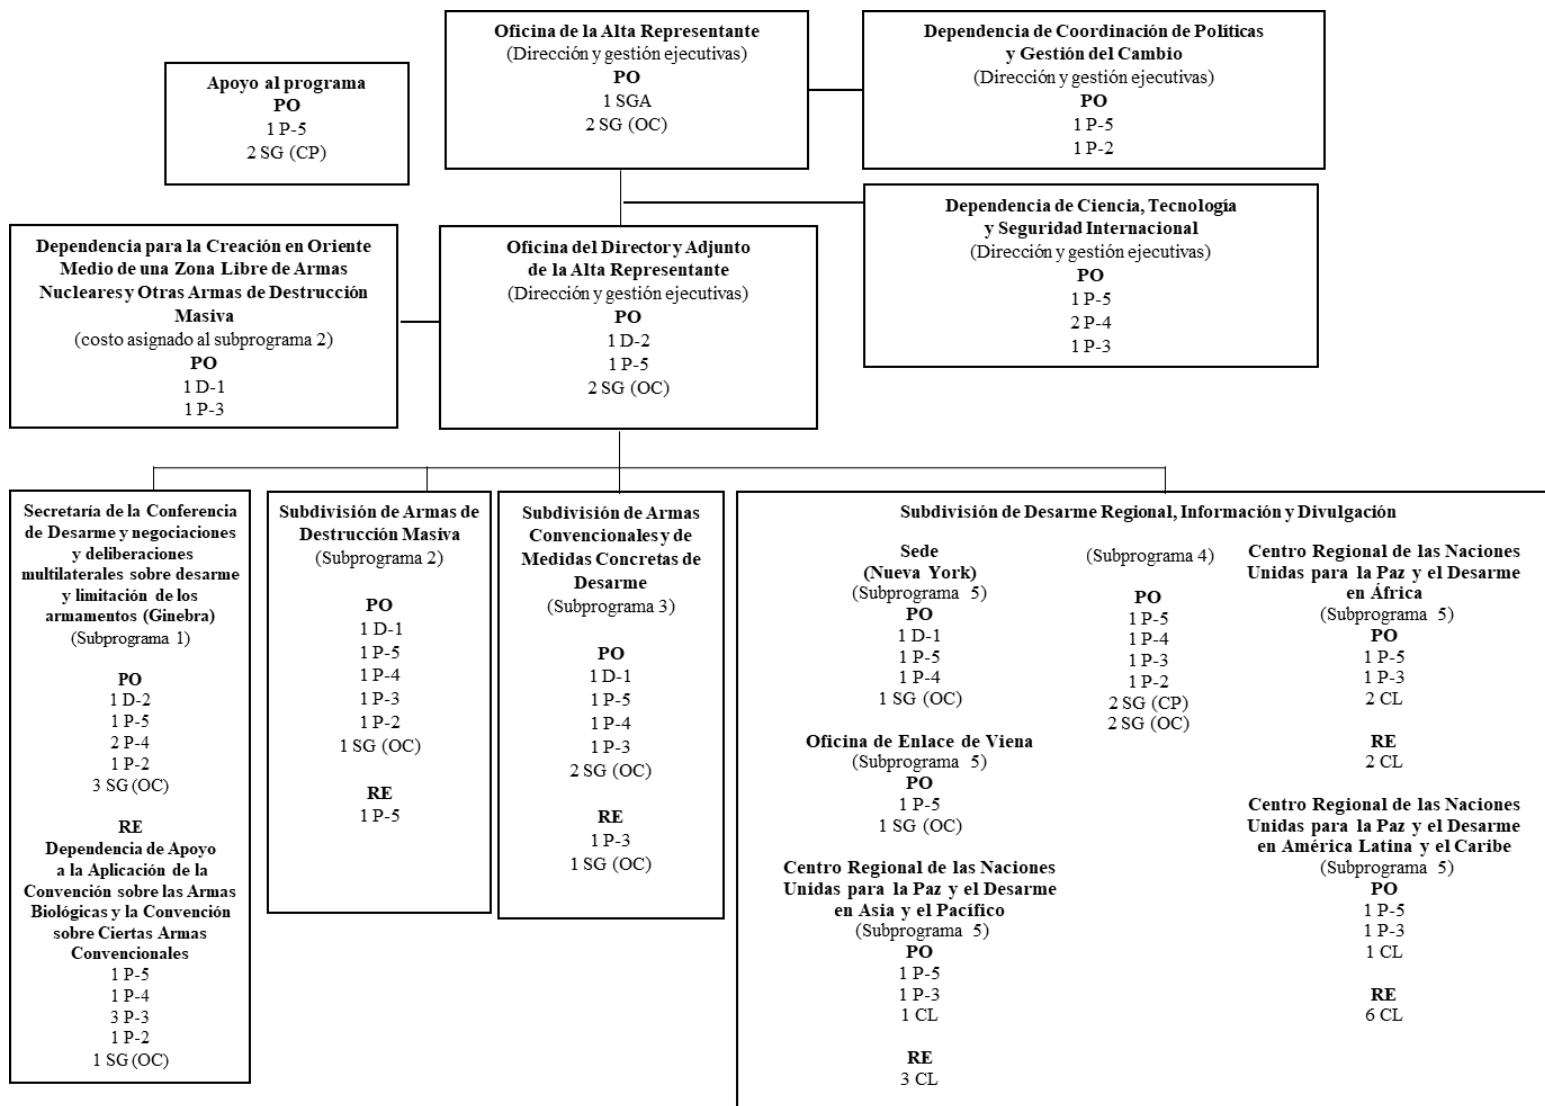 Oficina de la Alta Representante
(Dirección y gestión ejecutivas)
PO
1 SGA
2 SG (OC)
Dependencia de Coordinación de Políticas
y Gestión del Cambio
(Dirección y gestión ejecutivas)
PO
1 P-5
1 P-2
Apoyo al programa
PO
1 P-5
2 SG (CP)
Dependencia de Ciencia, Tecnología
y Seguridad Internacional
(Dirección y gestión ejecutivas)
PO
1 P-5
2 P-4
1 P-3
Dependencia para la Creación en Oriente
Medio de una Zona Libre de Armas
Nucleares y Otras Armas de Destrucción
Masiva
(costo asignado al subprograma 2)
PO
1 D-1
1 P-3
Oficina del Director y Adjunto
de la Alta Representante
(Dirección y gestión ejecutivas)
PO
1 D-2
1 P-5
2 SG (OC)
Secretaría de la Conferencia
de Desarme y negociaciones
y deliberaciones
multilaterales sobre desarme
y limitación de los
armamentos (Ginebra)
(Subprograma 1)
PO
1 D-2
1 P-5
2 P-4
1 P-2
3 SG (OC)
RE
Dependencia de Apoyo
a la Aplicación de la
Convención sobre las Armas
Biológicas y la Convención
sobre Ciertas Armas
Convencionales
1 P-5
1 P-4
3 P-3
1 P-2
1 SG (OC)
Subdivisión de Armas de
Destrucción Masiva
(Subprograma 2)
PO
1 D-1
1 P-5
1 P-4
1 P-3
1 P-2
1 SG (OC)
RE
1 P-5
Subdivisión de Armas
Convencionales y de
Medidas Concretas de
Desarme
(Subprograma 3)
PO
1 D-1
1 P-5
1 P-4
1 P-3
2 SG (OC)
RE
1 P-3
1 SG (OC)
Subdivisión de Desarme Regional, Información y Divulgación
Sede
(Nueva York)
(Subprograma 5)
PO
1 D-1
1 P-5
1 P-4
1 SG (OC)
Oficina de Enlace de Viena
(Subprograma 5)
PO
1 P-5
1 SG (OC)
Centro Regional de las Naciones
Unidas para la Paz y el Desarme
en Asia y el Pacífico
(Subprograma 5)
PO
1 P-5
1 P-3
1 CL
RE
3 CL
(Subprograma 4)
PO
1 P-5
1 P-4
1 P-3
1 P-2
2 SG (CP)
2 SG (OC)
Centro Regional de las Naciones
Unidas para la Paz y el Desarme
en África
(Subprograma 5)
PO
1 P-5
1 P-3
2 CL
RE
2 CL
Centro Regional de las Naciones
Unidas para la Paz y el Desarme
en América Latina y el Caribe
(Subprograma 5)
PO
1 P-5
1 P-3
1 CL
RE
6 CL